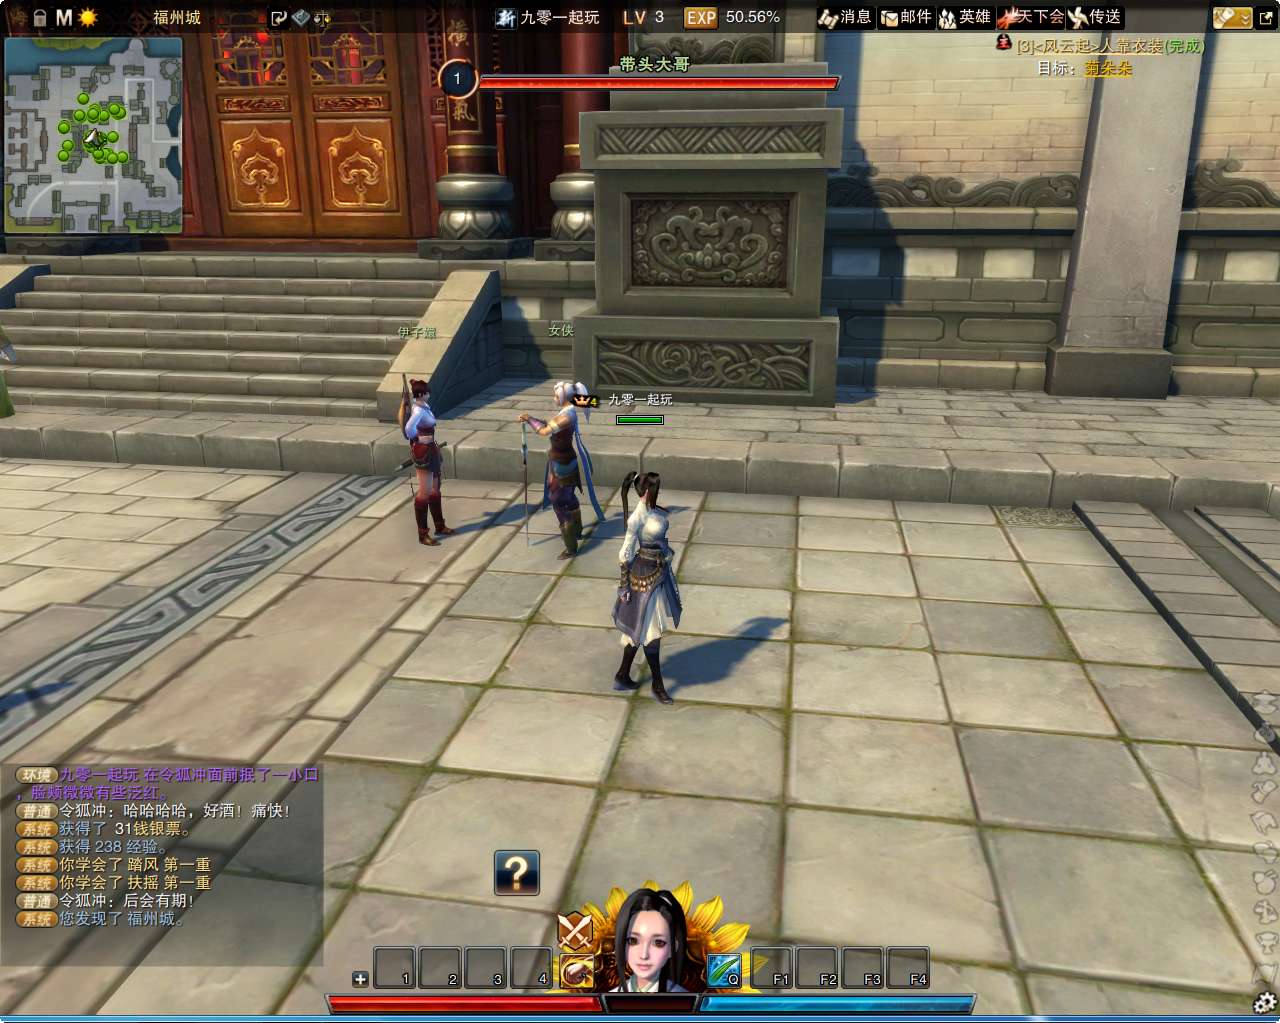 M 福州城 新 九零一起玩 LV 3 EXP 50.56% 消息 邮件 英雄 天下会 传送
[3]<风云起>人靠衣装(完成)
目标：菊朵朵
带头大哥
1
氣
女侠
4 九零一起玩
环境 九零一起玩 在令狐冲面前抿了一小口
，脸颊微微有些泛红。
普通 令狐冲：哈哈哈哈，好酒！痛快！
系统 获得了 31钱银票。
系统 获得 238 经验。
系统 你学会了 踏风 第一重
系统 你学会了 扶摇 第一重
普通 令狐冲：后会有期！
系统 您发现了 福州城。
?
1 2 3 4 Q F1 F2 F3 F4